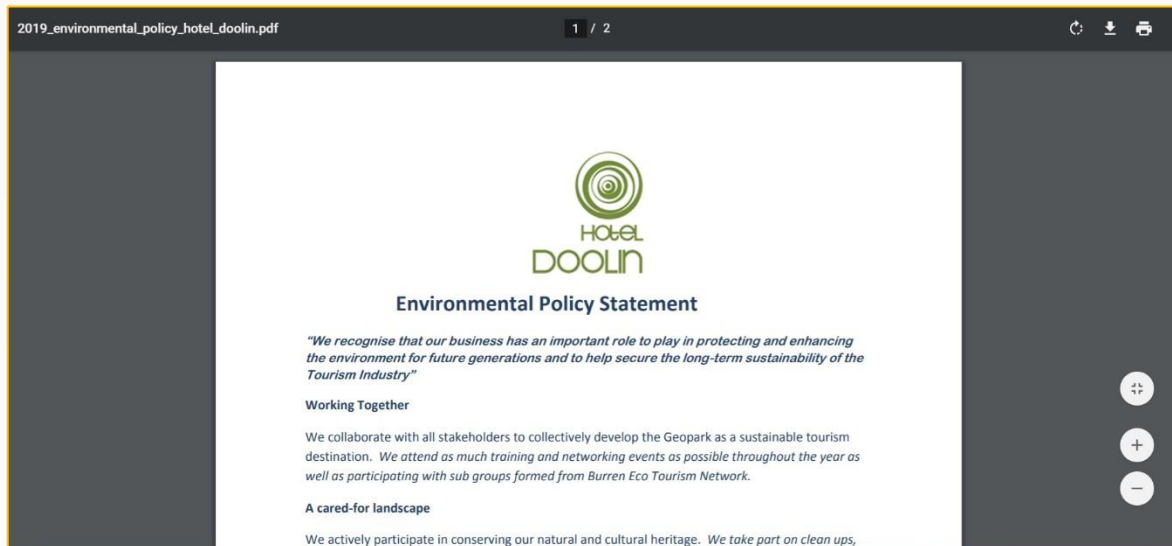 2019_environmental_policy_hotel_doolin.pdf
1 / 2
HOTEL
DOOLIN
Environmental Policy Statement
“We recognise that our business has an important role to play in protecting and enhancing
the environment for future generations and to help secure the long-term sustainability of the
Tourism Industry”
Working Together
We collaborate with all stakeholders to collectively develop the Geopark as a sustainable tourism
destination. We attend as much training and networking events as possible throughout the year as
well as participating with sub groups formed from Burren Eco Tourism Network.
A cared-for landscape
We actively participate in conserving our natural and cultural heritage. We take part on clean ups,